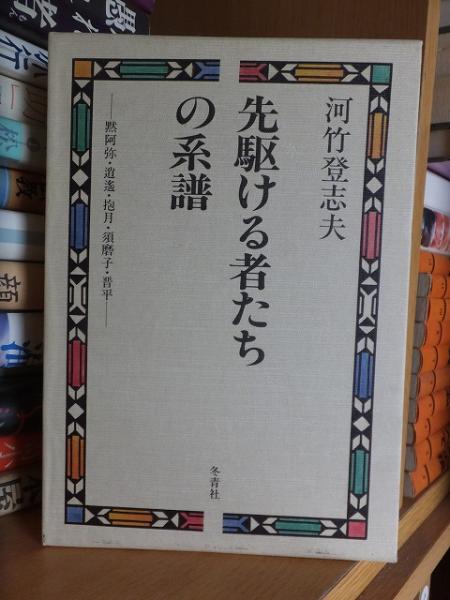 河竹登志夫
先駆ける者たち
の系譜
──黙阿弥・逍遙・抱月・須磨子・晋平──
冬青社